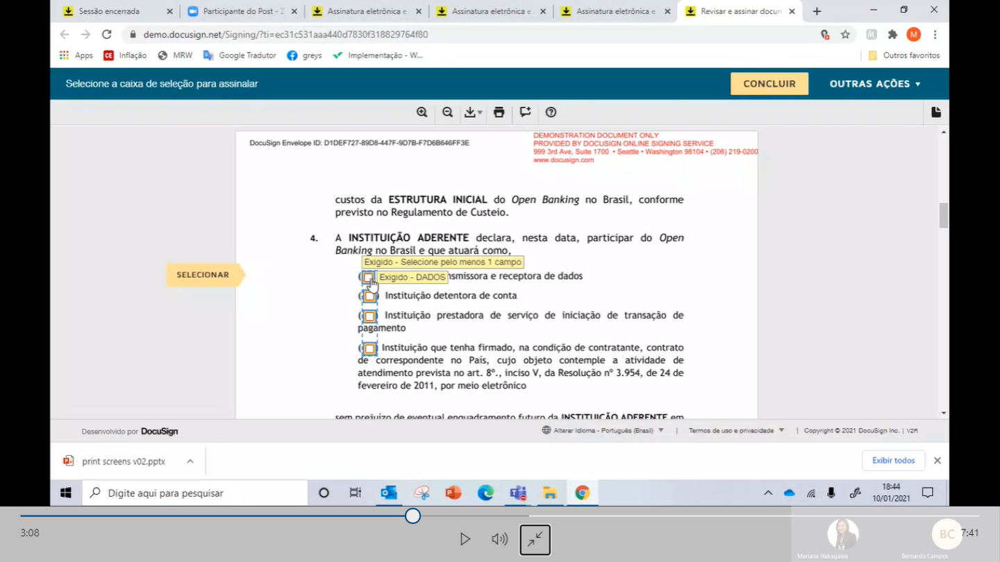 Sessão encerrada
Participante do Post - Z
Assinatura eletrônica e
Assinatura eletrônica e
Assinatura eletrônica e
Revisar e assinar docun
demo.docusign.net/Signing/?ti=ec31c531aaa440d7830f318829764f80
M
Apps
CE Inflação
MRW
Google Tradutor
greys
Implementação - W...
Outros favoritos
Selecione a caixa de seleção para assinalar
CONCLUIR
OUTRAS AÇÕES
DocuSign Envelope ID: D1DEF727-89D8-447F-9D7B-F7D6B646FF3E
DEMONSTRATION DOCUMENT ONLY
PROVIDED BY DOCUSIGN ONLINE SIGNING SERVICE
999 3rd Ave, Suite 1700 • Seattle • Washington 98104 • (206) 219-0200
www.docusign.com
custos da ESTRUTURA INICIAL do Open Banking no Brasil, conforme
previsto no Regulamento de Custeio.
4. A INSTITUIÇÃO ADERENTE declara, nesta data, participar do Open
Banking no Brasil e que atuará como,
Exigido - Selecione pelo menos 1 campo
SELECIONAR
( Exigido - DADOS nsmissora e receptora de dados
( ) Instituição detentora de conta
( ) Instituição prestadora de serviço de iniciação de transação de
pagamento
( ) Instituição que tenha firmado, na condição de contratante, contrato
de correspondente no País, cujo objeto contemple a atividade de
atendimento prevista no art. 8º., inciso V, da Resolução nº 3.954, de 24 de
fevereiro de 2011, por meio eletrônico
sem prejuízo de eventual enquadramento futuro da INSTITUIÇÃO ADERENTE em
Desenvolvido por DocuSign
Alterar Idioma - Português (Brasil) | Termos de uso e privacidade | Copyright © 2021 DocuSign Inc. | V2R
print screens v02.pptx
Exibir todos
Digite aqui para pesquisar
18:44
10/01/2021
3:08
BC
7:41
Mariana Nakagawa
Bernardo Campos